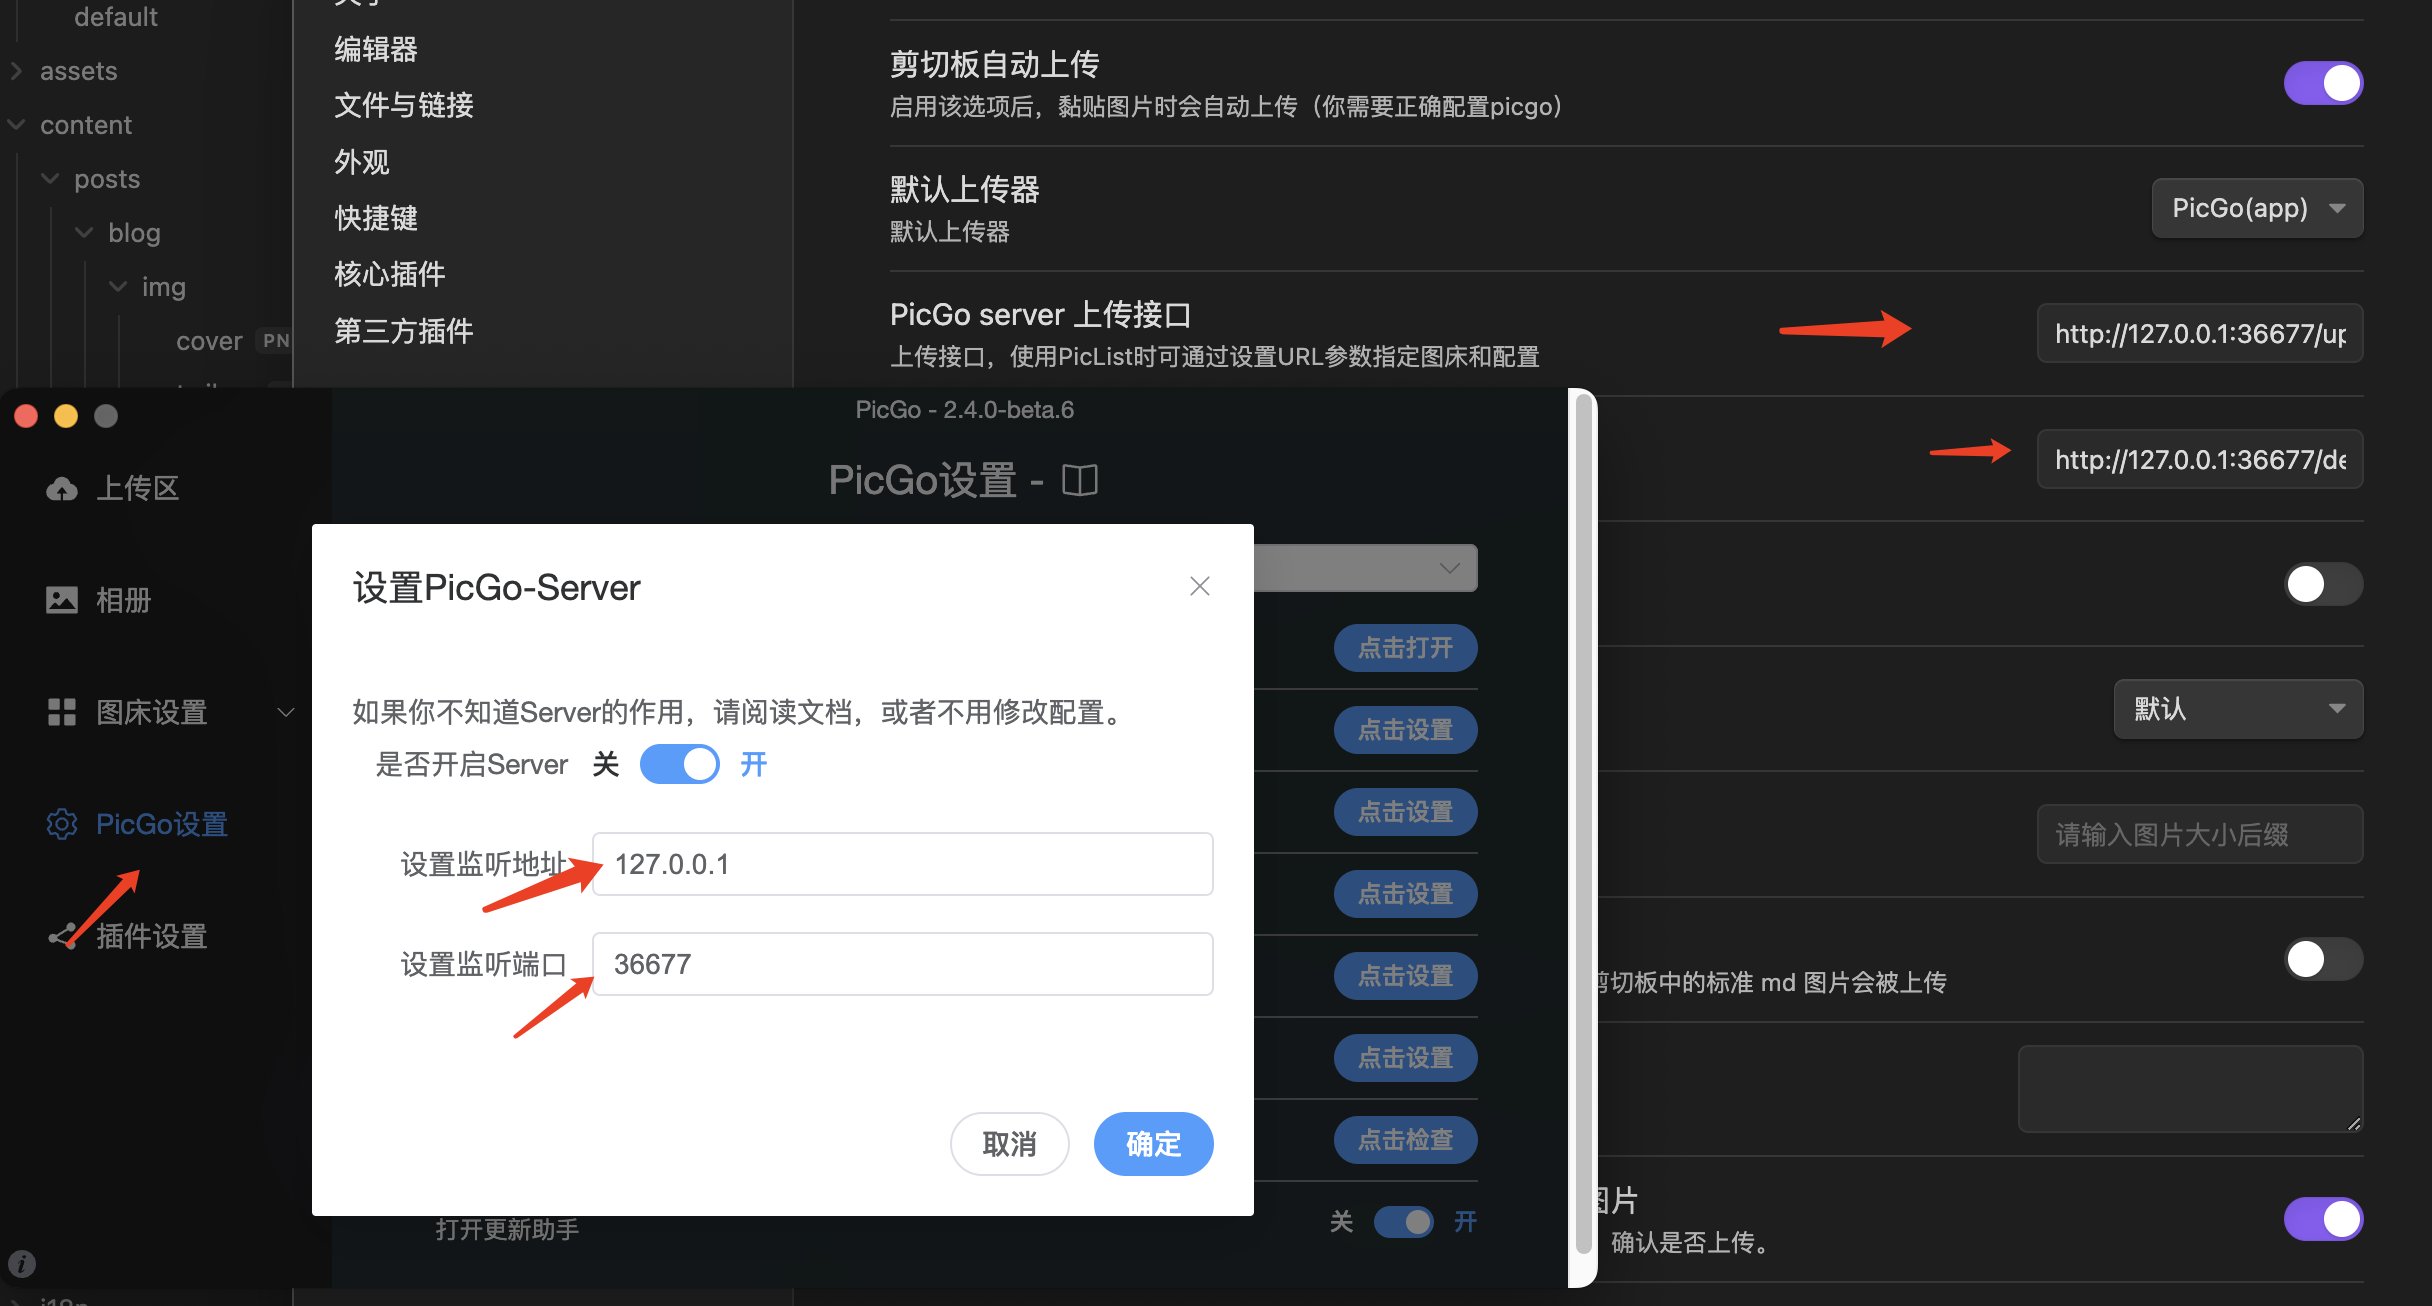 default
assets
content
posts
blog
img
cover PN
编辑器
文件与链接
外观
快捷键
核心插件
第三方插件
剪切板自动上传
启用该选项后，黏贴图片时会自动上传（你需要正确配置picgo）
默认上传器
默认上传器
PicGo(app)
PicGo server 上传接口
上传接口，使用PicList时可通过设置URL参数指定图床和配置
http://127.0.0.1:36677/up
http://127.0.0.1:36677/de
默认
请输入图片大小后缀
剪切板中的标准 md 图片会被上传
图片
确认是否上传。
PicGo - 2.4.0-beta.6
PicGo设置 -
上传区
相册
图床设置
PicGo设置
插件设置
点击打开
点击设置
点击设置
点击设置
点击设置
点击设置
点击检查
打开更新助手
关 开
设置PicGo-Server
如果你不知道Server的作用，请阅读文档，或者不用修改配置。
是否开启Server 关 开
设置监听地址 127.0.0.1
设置监听端口 36677
取消 确定